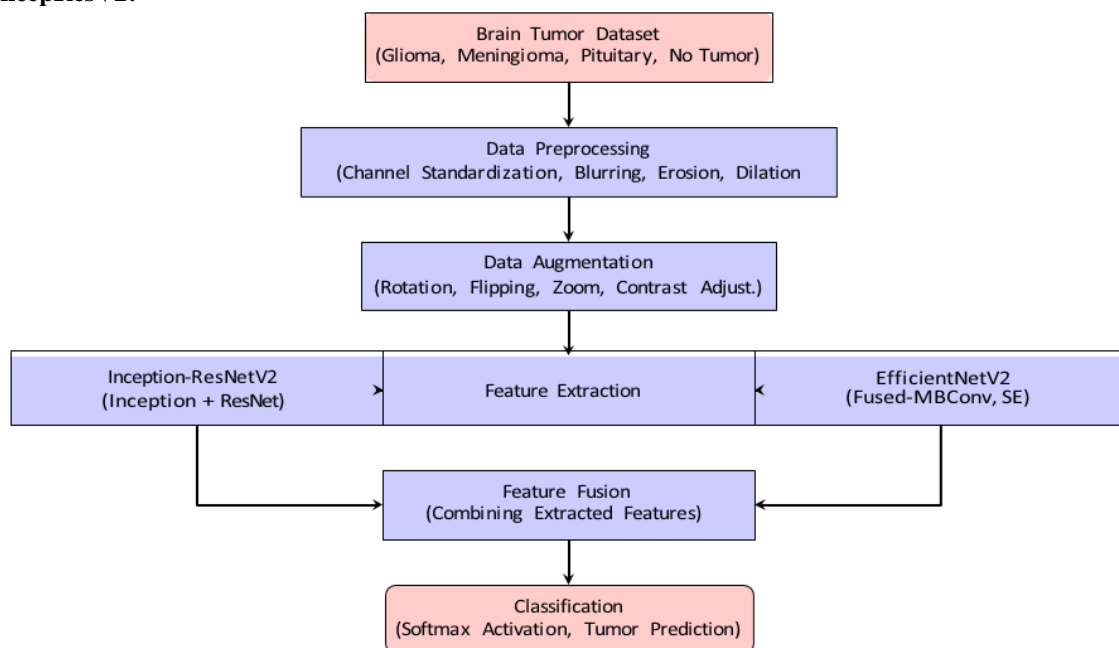 Brain Tumor Dataset
(Glioma, Meningioma, Pituitary, No Tumor)
Data Preprocessing
(Channel Standardization, Blurring, Erosion, Dilation
Data Augmentation
(Rotation, Flipping, Zoom, Contrast Adjust.)
Inception-ResNetV2
(Inception + ResNet)
Feature Extraction
EfficientNetV2
(Fused-MBConv, SE)
Feature Fusion
(Combining Extracted Features)
Classification
(Softmax Activation, Tumor Prediction)